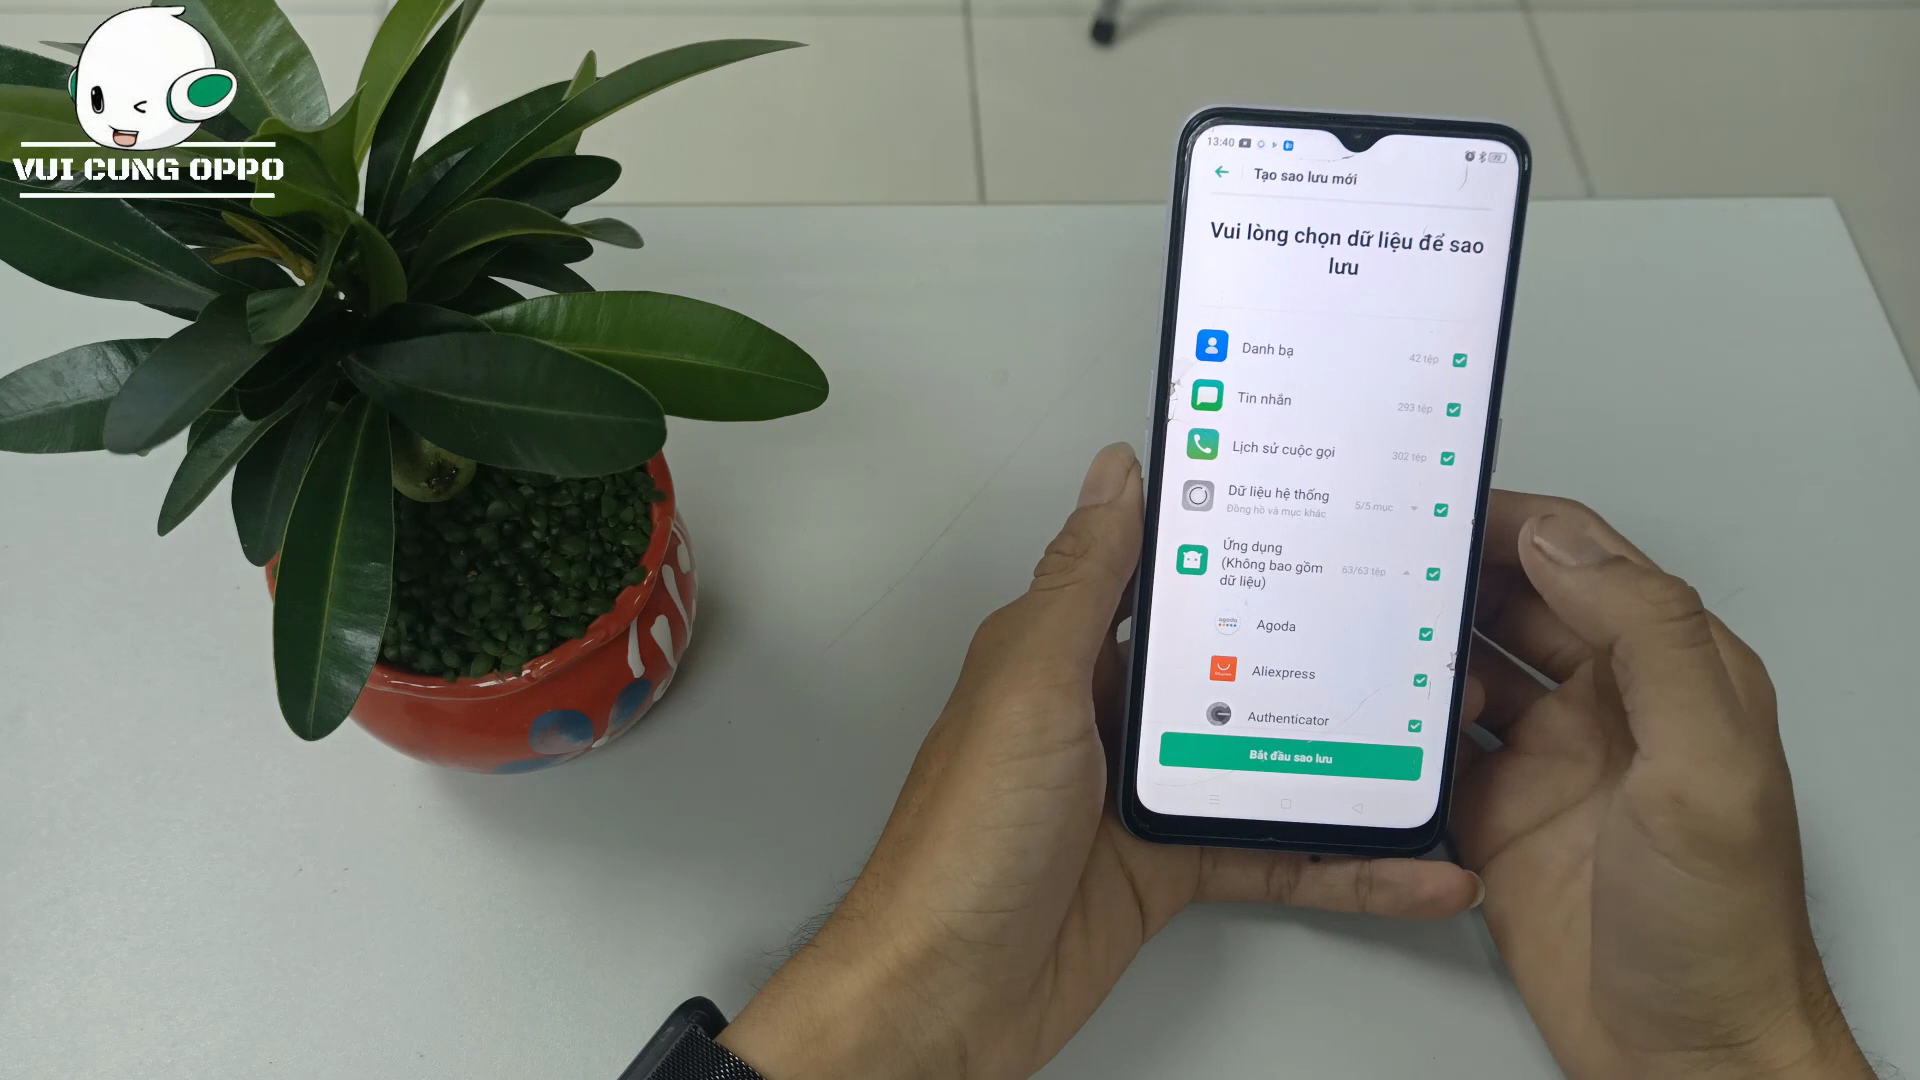 VUI CUNG OPPO
13:40
Tạo sao lưu mới
Vui lòng chọn dữ liệu để sao
lưu
Danh bạ 42 tệp
Tin nhắn 293 tệp
Lịch sử cuộc gọi 302 tệp
Dữ liệu hệ thống 5/5 mục
Đồng hồ và mục khác
Ứng dụng
(Không bao gồm 63/63 tệp
dữ liệu)
agoda
Agoda
Aliexpress
Authenticator
Bắt đầu sao lưu